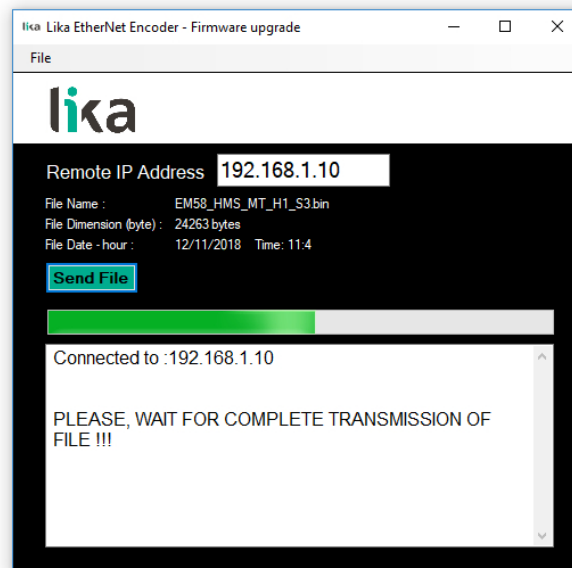 lika Lika EtherNet Encoder - Firmware upgrade
File
lika
Remote IP Address 192.168.1.10
File Name : EM58_HMS_MT_H1_S3.bin
File Dimension (byte) : 24263 bytes
File Date - hour : 12/11/2018 Time: 11:4
Send File
Connected to :192.168.1.10
PLEASE, WAIT FOR COMPLETE TRANSMISSION OF
FILE !!!